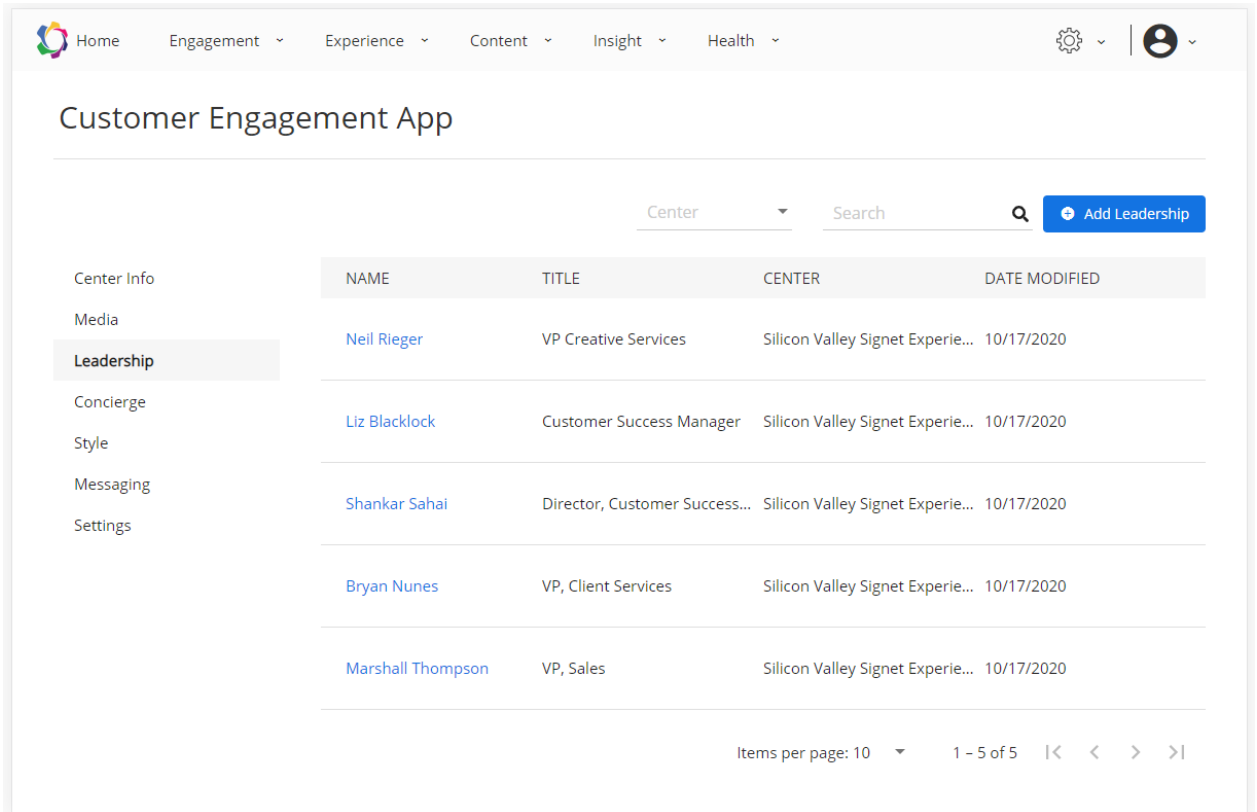 Home Engagement Experience Content Insight Health
Customer Engagement App
Center Search Add Leadership
Center Info
Media
Leadership
Concierge
Style
Messaging
Settings
NAME TITLE CENTER DATE MODIFIED
Neil Rieger VP Creative Services Silicon Valley Signet Experie... 10/17/2020
Liz Blacklock Customer Success Manager Silicon Valley Signet Experie... 10/17/2020
Shankar Sahai Director, Customer Success... Silicon Valley Signet Experie... 10/17/2020
Bryan Nunes VP, Client Services Silicon Valley Signet Experie... 10/17/2020
Marshall Thompson VP, Sales Silicon Valley Signet Experie... 10/17/2020
Items per page: 10 1 – 5 of 5